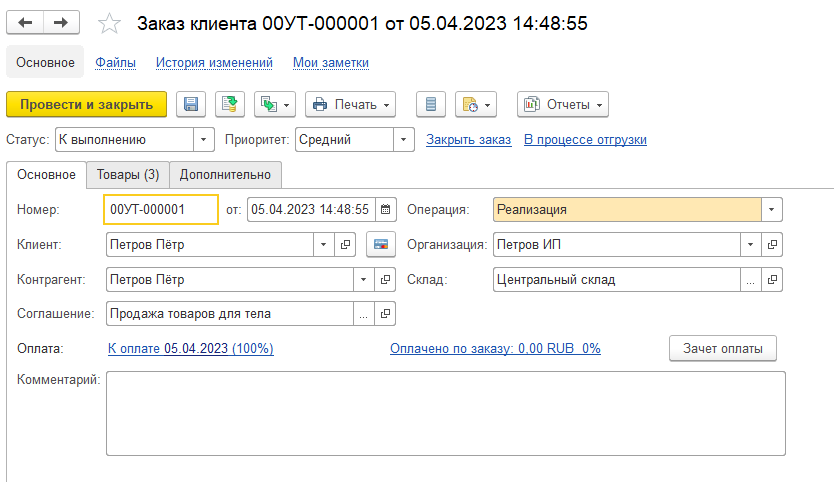 Заказ клиента 00УТ-000001 от 05.04.2023 14:48:55
Основное Файлы История изменений Мои заметки
Провести и закрыть Печать Отчеты
Статус: К выполнению Приоритет: Средний Закрыть заказ В процессе отгрузки
Основное Товары (3) Дополнительно
Номер: 00УТ-000001 от: 05.04.2023 14:48:55 Операция: Реализация
Клиент: Петров Пётр Организация: Петров ИП
Контрагент: Петров Пётр Склад: Центральный склад
Соглашение: Продажа товаров для тела
Оплата: К оплате 05.04.2023 (100%) Оплачено по заказу: 0,00 RUB 0% Зачет оплаты
Комментарий: